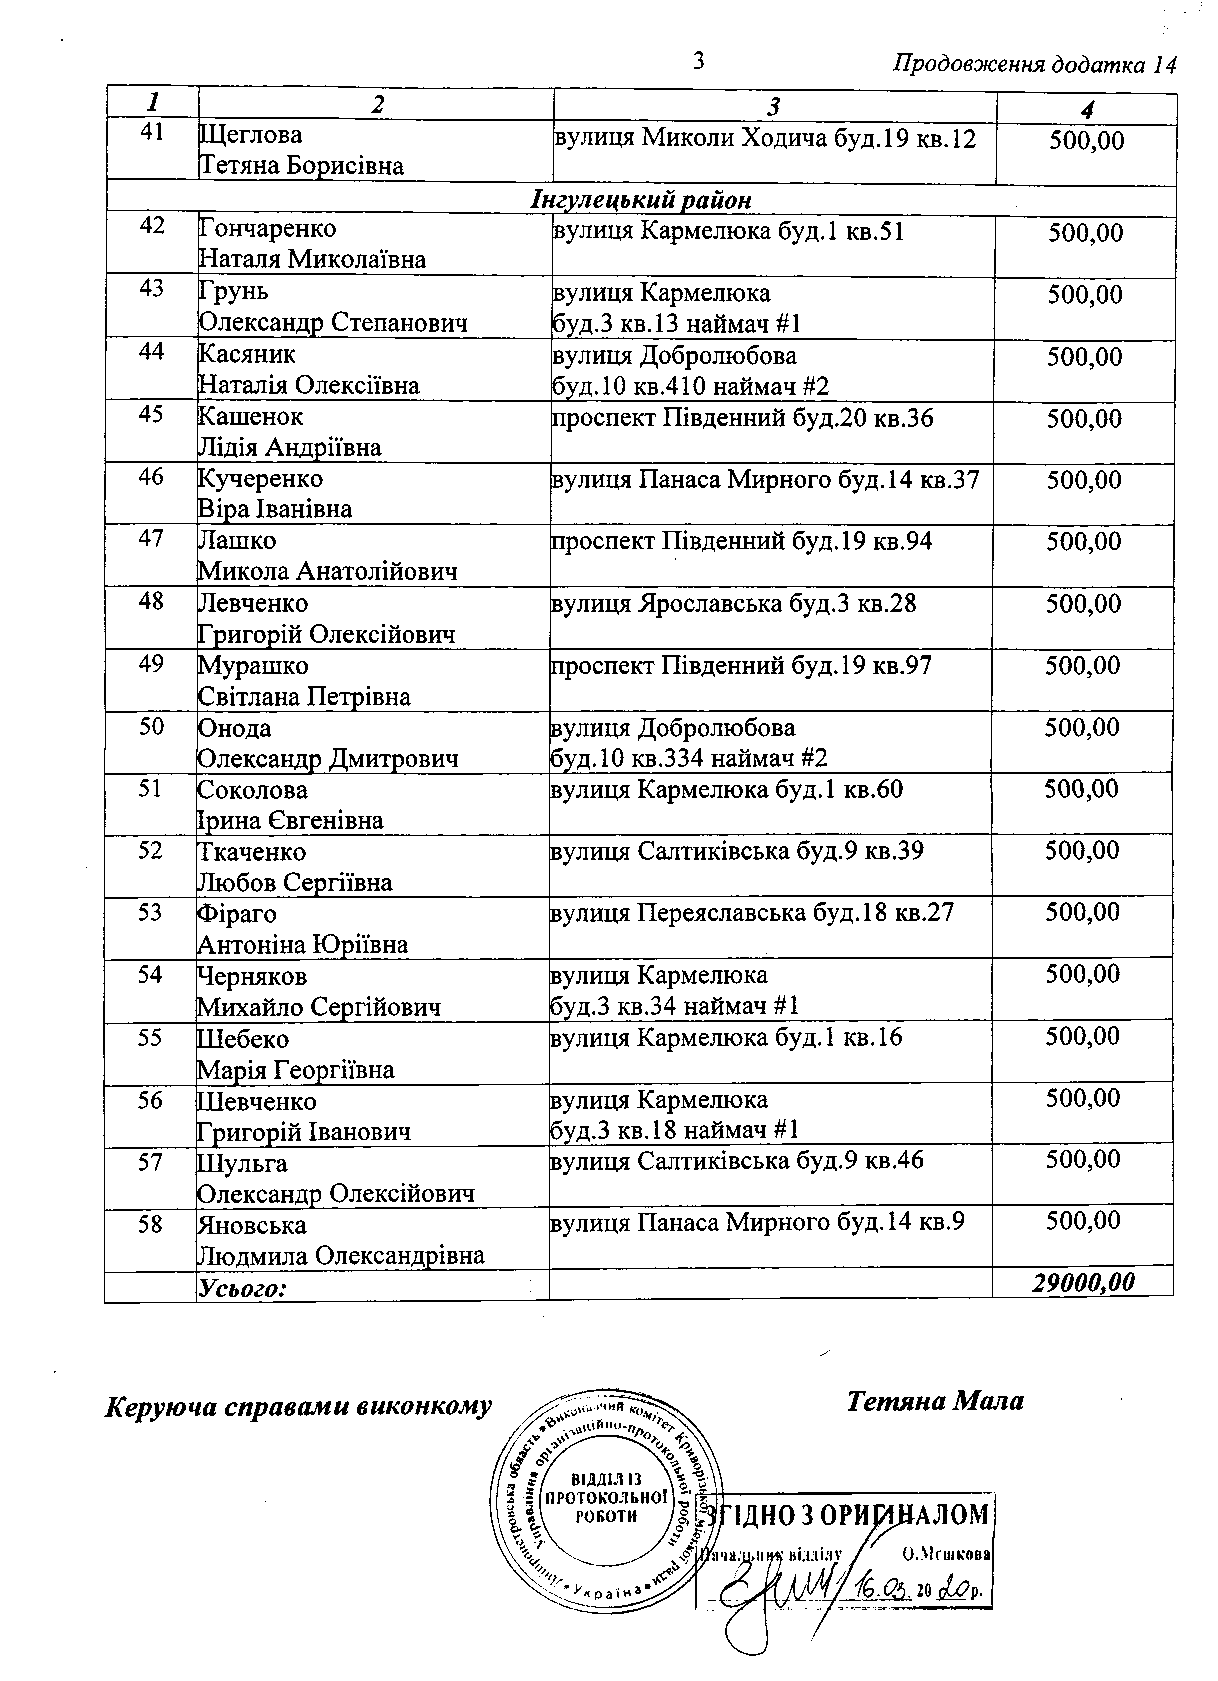 3
Продовження додатка 14
1 2 3 4
41 Щеглова вулиця Миколи Ходича буд.19 кв.12 500,00
Тетяна Борисівна
Інгулецький район
42 Гончаренко вулиця Кармелюка буд.1 кв.51 500,00
Наталя Миколаївна
43 Грунь вулиця Кармелюка 500,00
Олександр Степанович буд.3 кв.13 наймач #1
44 Касяник вулиця Добролюбова 500,00
Наталія Олексіївна буд.10 кв.410 наймач #2
45 Кашенок проспект Південний буд.20 кв.36 500,00
Лідія Андріївна
46 Кучеренко вулиця Панаса Мирного буд.14 кв.37 500,00
Віра Іванівна
47 Лашко проспект Південний буд.19 кв.94 500,00
Микола Анатолійович
48 Левченко вулиця Ярославська буд.3 кв.28 500,00
Григорій Олексійович
49 Мурашко проспект Південний буд.19 кв.97 500,00
Світлана Петрівна
50 Онода вулиця Добролюбова 500,00
Олександр Дмитрович буд.10 кв.334 наймач #2
51 Соколова вулиця Кармелюка буд.1 кв.60 500,00
Ірина Євгенівна
52 Ткаченко вулиця Салтиківська буд.9 кв.39 500,00
Любов Сергіївна
53 Фіраго вулиця Переяславська буд.18 кв.27 500,00
Антоніна Юріївна
54 Черняков вулиця Кармелюка 500,00
Михайло Сергійович буд.3 кв.34 наймач #1
55 Шебеко вулиця Кармелюка буд.1 кв.16 500,00
Марія Георгіївна
56 Шевченко вулиця Кармелюка 500,00
Григорій Іванович буд.3 кв.18 наймач #1
57 Шульга вулиця Салтиківська буд.9 кв.46 500,00
Олександр Олексійович
58 Яновська вулиця Панаса Мирного буд.14 кв.9 500,00
Людмила Олександрівна
Усього: 29000,00
Керуюча справами виконкому Тетяна Мала
Виконавчий комітет Криворізької міської ради
Управління організаційно-протокольної роботи
Україна
ВІДДІЛ ІЗ
ПРОТОКОЛЬНОЇ
РОБОТИ
ЗГІДНО З ОРИГІНАЛОМ
Начальник відділу О.Мєшкова
16.03 2020р.